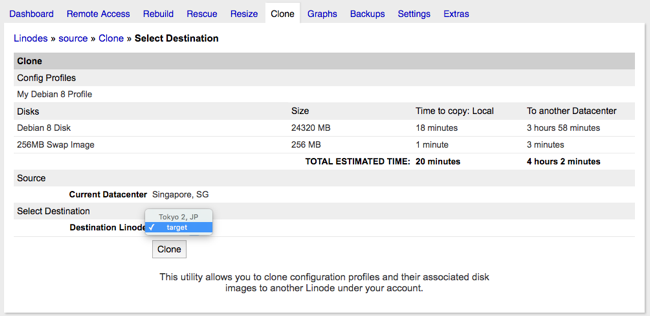 Dashboard Remote Access Rebuild Rescue Resize Clone Graphs Backups Settings Extras
Linodes » source » Clone » Select Destination
Clone
Config Profiles
My Debian 8 Profile
Disks Size Time to copy: Local To another Datacenter
Debian 8 Disk 24320 MB 18 minutes 3 hours 58 minutes
256MB Swap Image 256 MB 1 minute 3 minutes
TOTAL ESTIMATED TIME: 20 minutes 4 hours 2 minutes
Source
Current Datacenter Singapore, SG
Select Destination
Tokyo 2, JP
Destination Linode ✓ target
Clone
This utility allows you to clone configuration profiles and their associated disk
images to another Linode under your account.